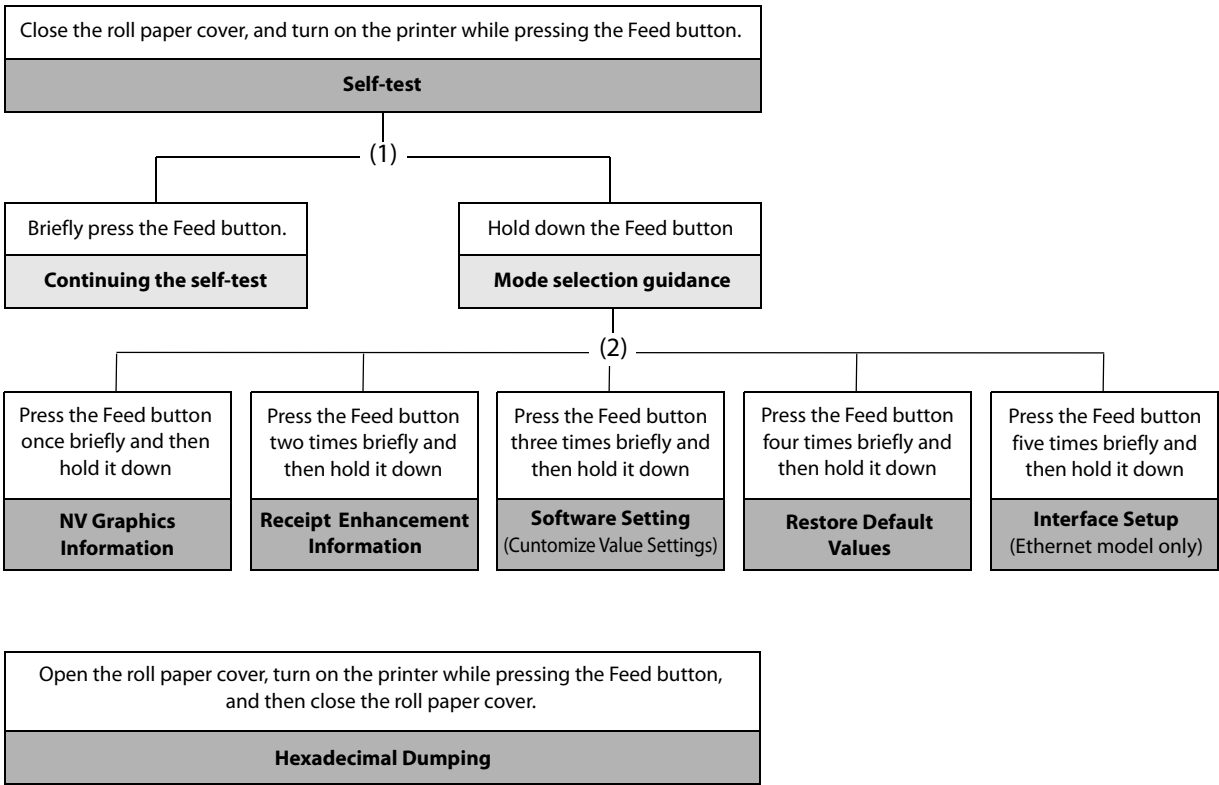 Close the roll paper cover, and turn on the printer while pressing the Feed button.
Self-test
(1)
Briefly press the Feed button.
Continuing the self-test
Hold down the Feed button
Mode selection guidance
(2)
Press the Feed button
once briefly and then
hold it down
NV Graphics
Information
Press the Feed button
two times briefly and
then hold it down
Receipt Enhancement
Information
Press the Feed button
three times briefly and
then hold it down
Software Setting
(Cuntomize Value Settings)
Press the Feed button
four times briefly and
then hold it down
Restore Default
Values
Press the Feed button
five times briefly and
then hold it down
Interface Setup
(Ethernet model only)
Open the roll paper cover, turn on the printer while pressing the Feed button,
and then close the roll paper cover.
Hexadecimal Dumping